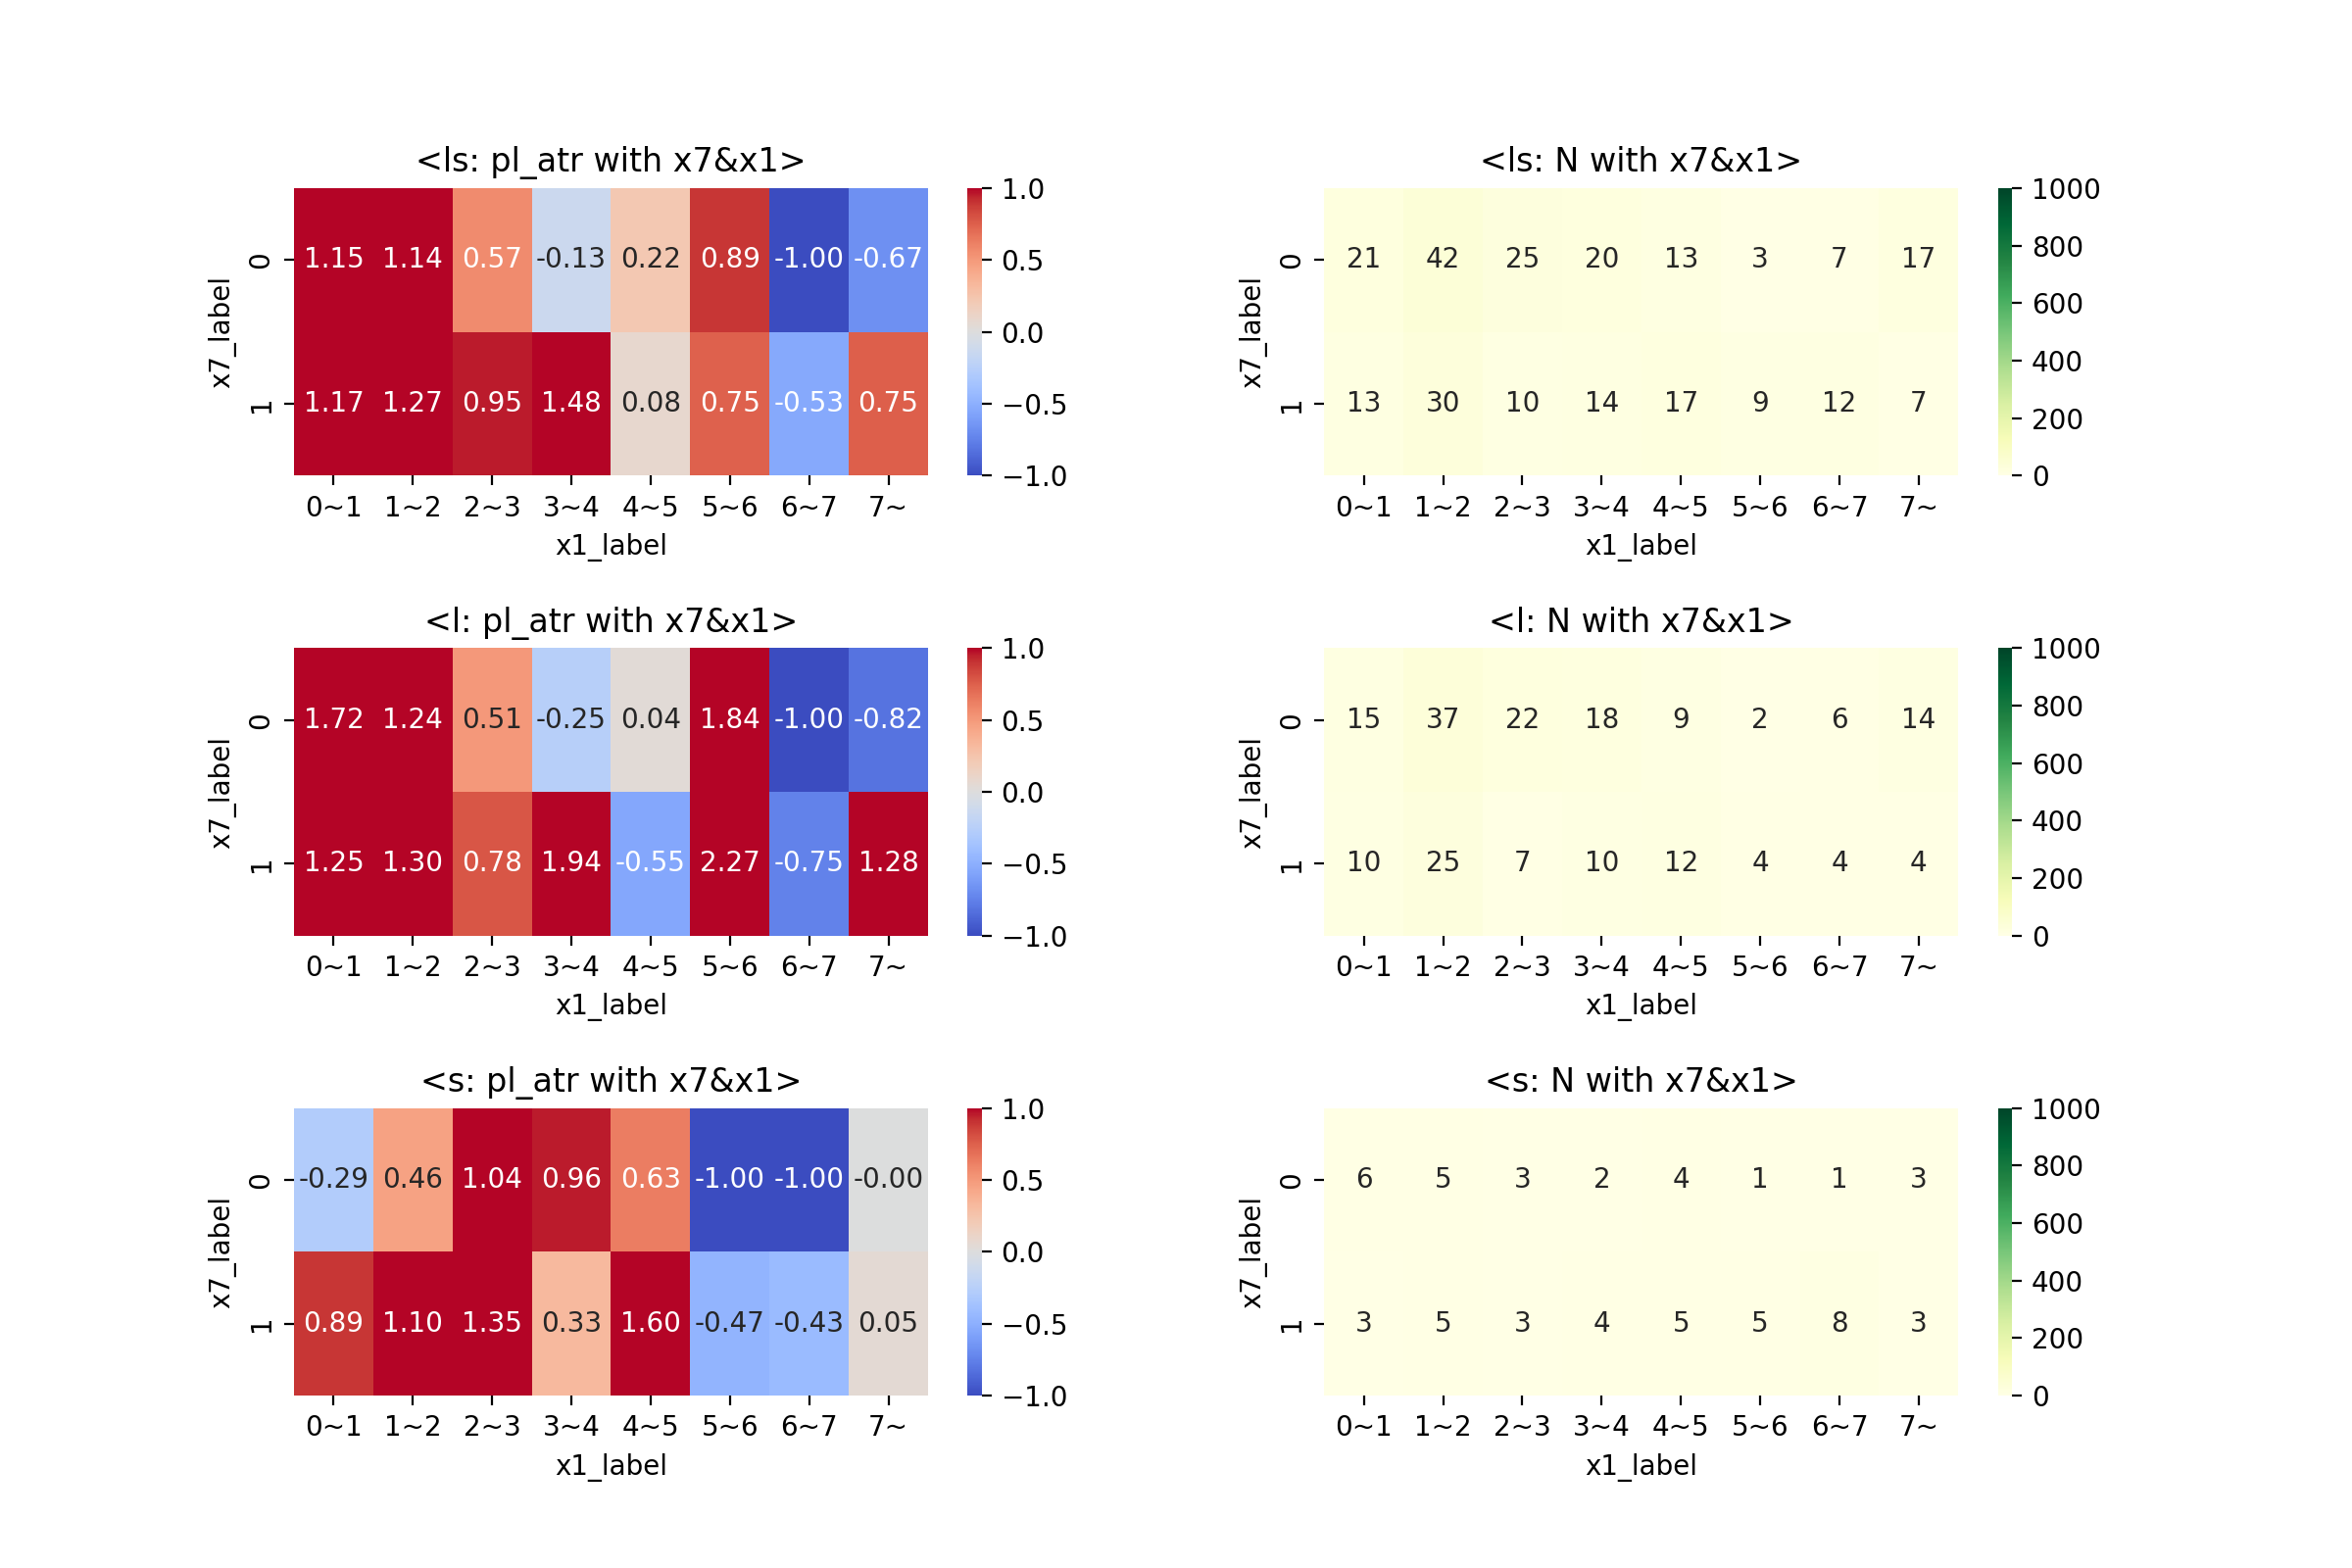 <ls: pl_atr with x7&x1>
x7_label
0 1.15 1.14 0.57 -0.13 0.22 0.89 -1.00 -0.67
1 1.17 1.27 0.95 1.48 0.08 0.75 -0.53 0.75
0~1 1~2 2~3 3~4 4~5 5~6 6~7 7~
x1_label
1.0
0.5
0.0
−0.5
−1.0
<ls: N with x7&x1>
x7_label
0 21 42 25 20 13 3 7 17
1 13 30 10 14 17 9 12 7
0~1 1~2 2~3 3~4 4~5 5~6 6~7 7~
x1_label
1000
800
600
400
200
0
<l: pl_atr with x7&x1>
x7_label
0 1.72 1.24 0.51 -0.25 0.04 1.84 -1.00 -0.82
1 1.25 1.30 0.78 1.94 -0.55 2.27 -0.75 1.28
0~1 1~2 2~3 3~4 4~5 5~6 6~7 7~
x1_label
1.0
0.5
0.0
−0.5
−1.0
<l: N with x7&x1>
x7_label
0 15 37 22 18 9 2 6 14
1 10 25 7 10 12 4 4 4
0~1 1~2 2~3 3~4 4~5 5~6 6~7 7~
x1_label
1000
800
600
400
200
0
<s: pl_atr with x7&x1>
x7_label
0 -0.29 0.46 1.04 0.96 0.63 -1.00 -1.00 -0.00
1 0.89 1.10 1.35 0.33 1.60 -0.47 -0.43 0.05
0~1 1~2 2~3 3~4 4~5 5~6 6~7 7~
x1_label
1.0
0.5
0.0
−0.5
−1.0
<s: N with x7&x1>
x7_label
0 6 5 3 2 4 1 1 3
1 3 5 3 4 5 5 8 3
0~1 1~2 2~3 3~4 4~5 5~6 6~7 7~
x1_label
1000
800
600
400
200
0